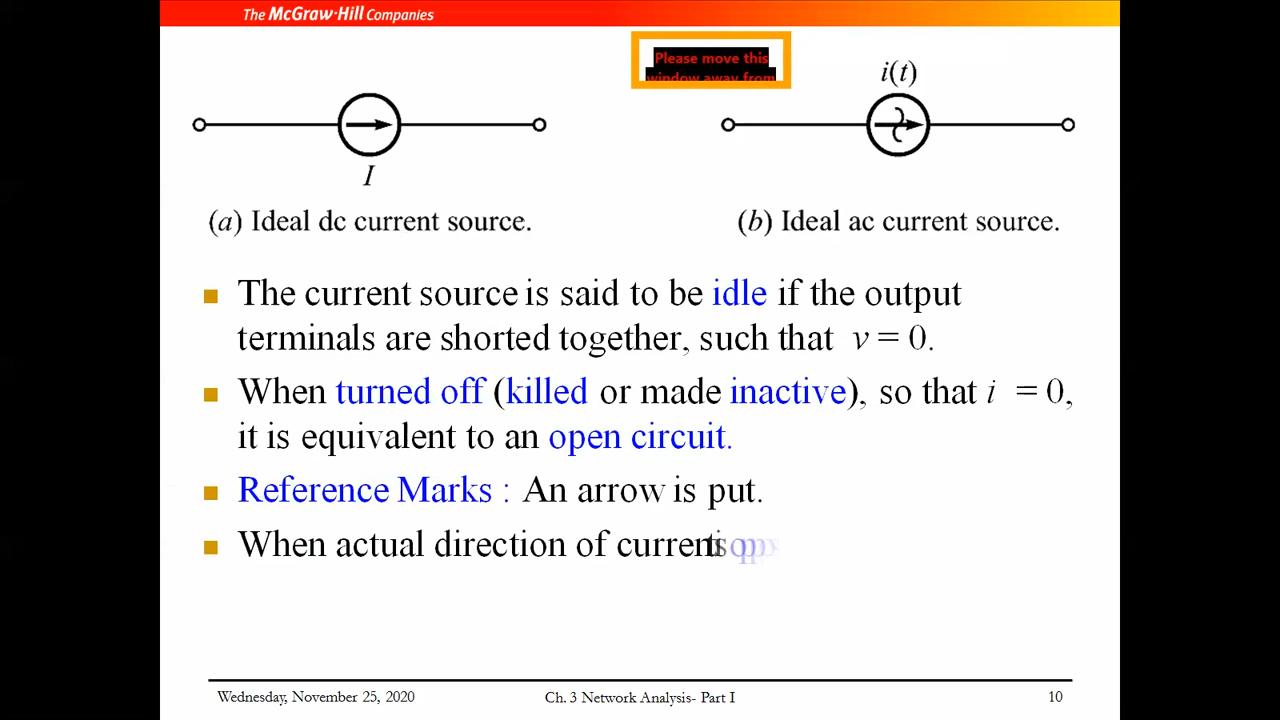 The McGraw-Hill Companies
Please move this
window away from
i(t)
I
(a) Ideal dc current source.
(b) Ideal ac current source.
The current source is said to be idle if the output
terminals are shorted together, such that v = 0.
When turned off (killed or made inactive), so that i = 0,
it is equivalent to an open circuit.
Reference Marks : An arrow is put.
When actual direction of current is
Wednesday, November 25, 2020
Ch. 3 Network Analysis- Part I
10